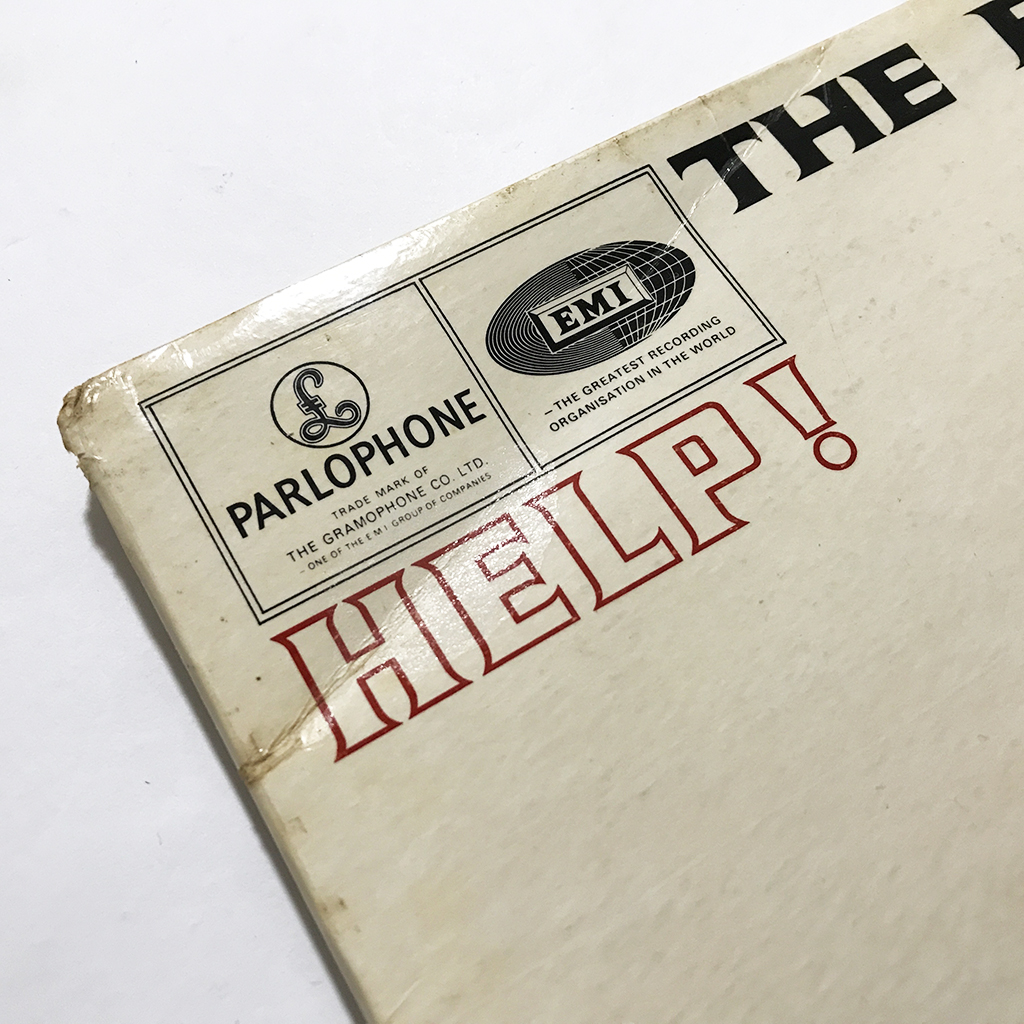 THE
£
PARLOPHONE
TRADE MARK OF
THE GRAMOPHONE CO. LTD.
– ONE OF THE E M I GROUP OF COMPANIES
EMI
– THE GREATEST RECORDING
ORGANISATION IN THE WORLD
HELP!